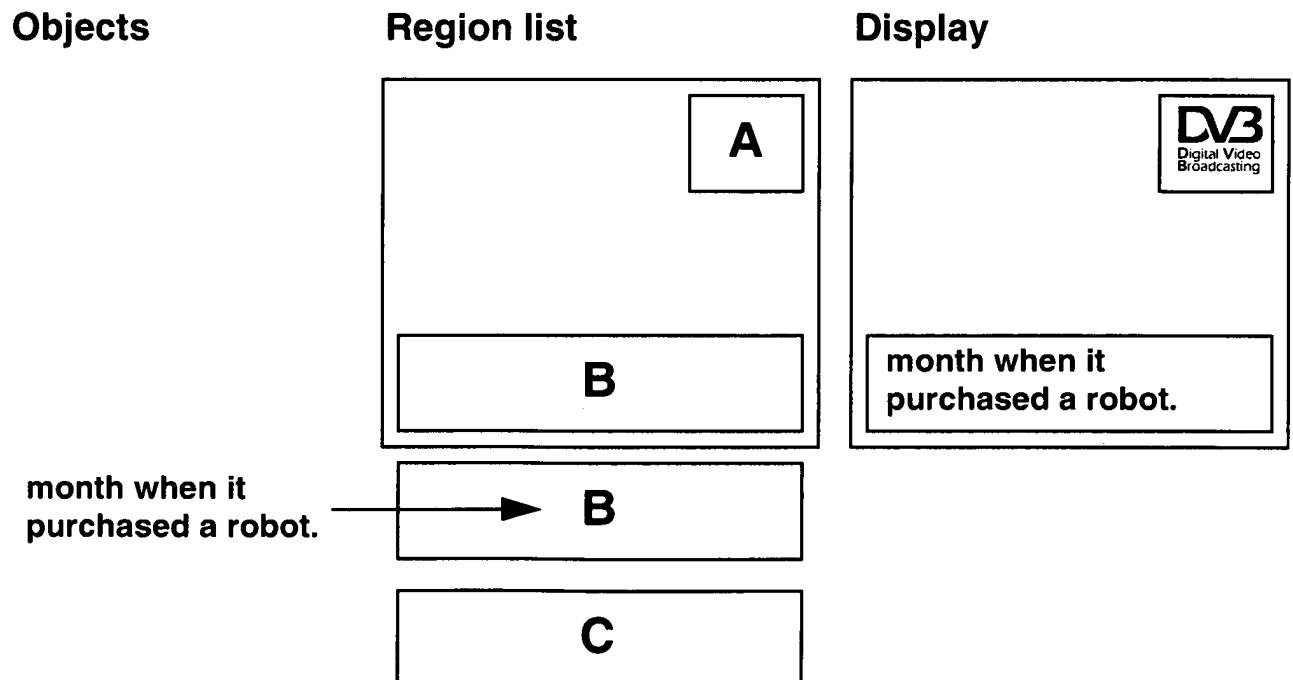 Objects
Region list
Display
A
DVB
Digital Video
Broadcasting
B
month when it
purchased a robot.
month when it
purchased a robot.
B
C